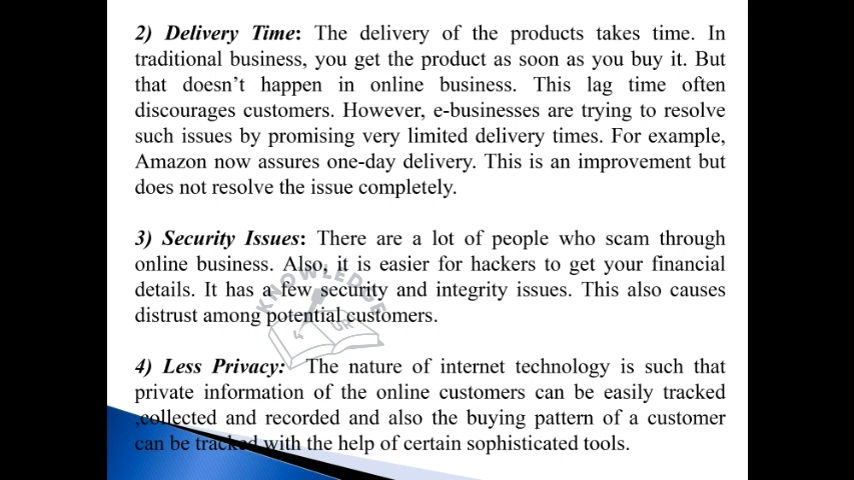 2) Delivery Time: The delivery of the products takes time. In
traditional business, you get the product as soon as you buy it. But
that doesn’t happen in online business. This lag time often
discourages customers. However, e-businesses are trying to resolve
such issues by promising very limited delivery times. For example,
Amazon now assures one-day delivery. This is an improvement but
does not resolve the issue completely.
3) Security Issues: There are a lot of people who scam through
online business. Also, it is easier for hackers to get your financial
details. It has a few security and integrity issues. This also causes
distrust among potential customers.
KNOWLEDGE
4 UR
4) Less Privacy: The nature of internet technology is such that
private information of the online customers can be easily tracked
,collected and recorded and also the buying pattern of a customer
can be tracked with the help of certain sophisticated tools.